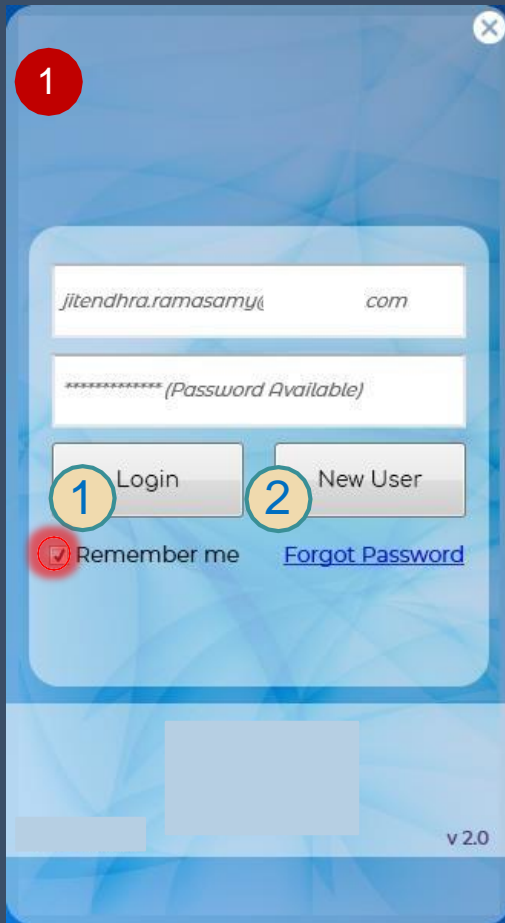 1
jitendhra.ramasamy@ com
************* (Password Available)
1 Login 2 New User
Remember me Forgot Password
v 2.0